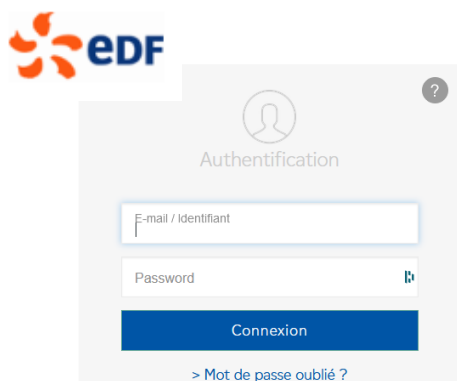 eDF
?
Authentification
E-mail / Identifiant
Password
Connexion
> Mot de passe oublié ?